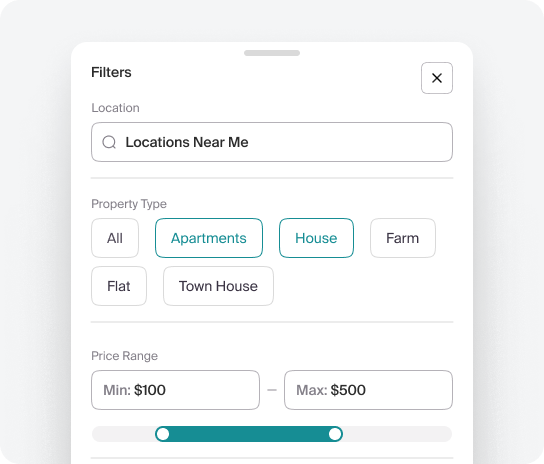 Filters
Location
Locations Near Me
Property Type
All Apartments House Farm
Flat Town House
Price Range
Min: $100 – Max: $500